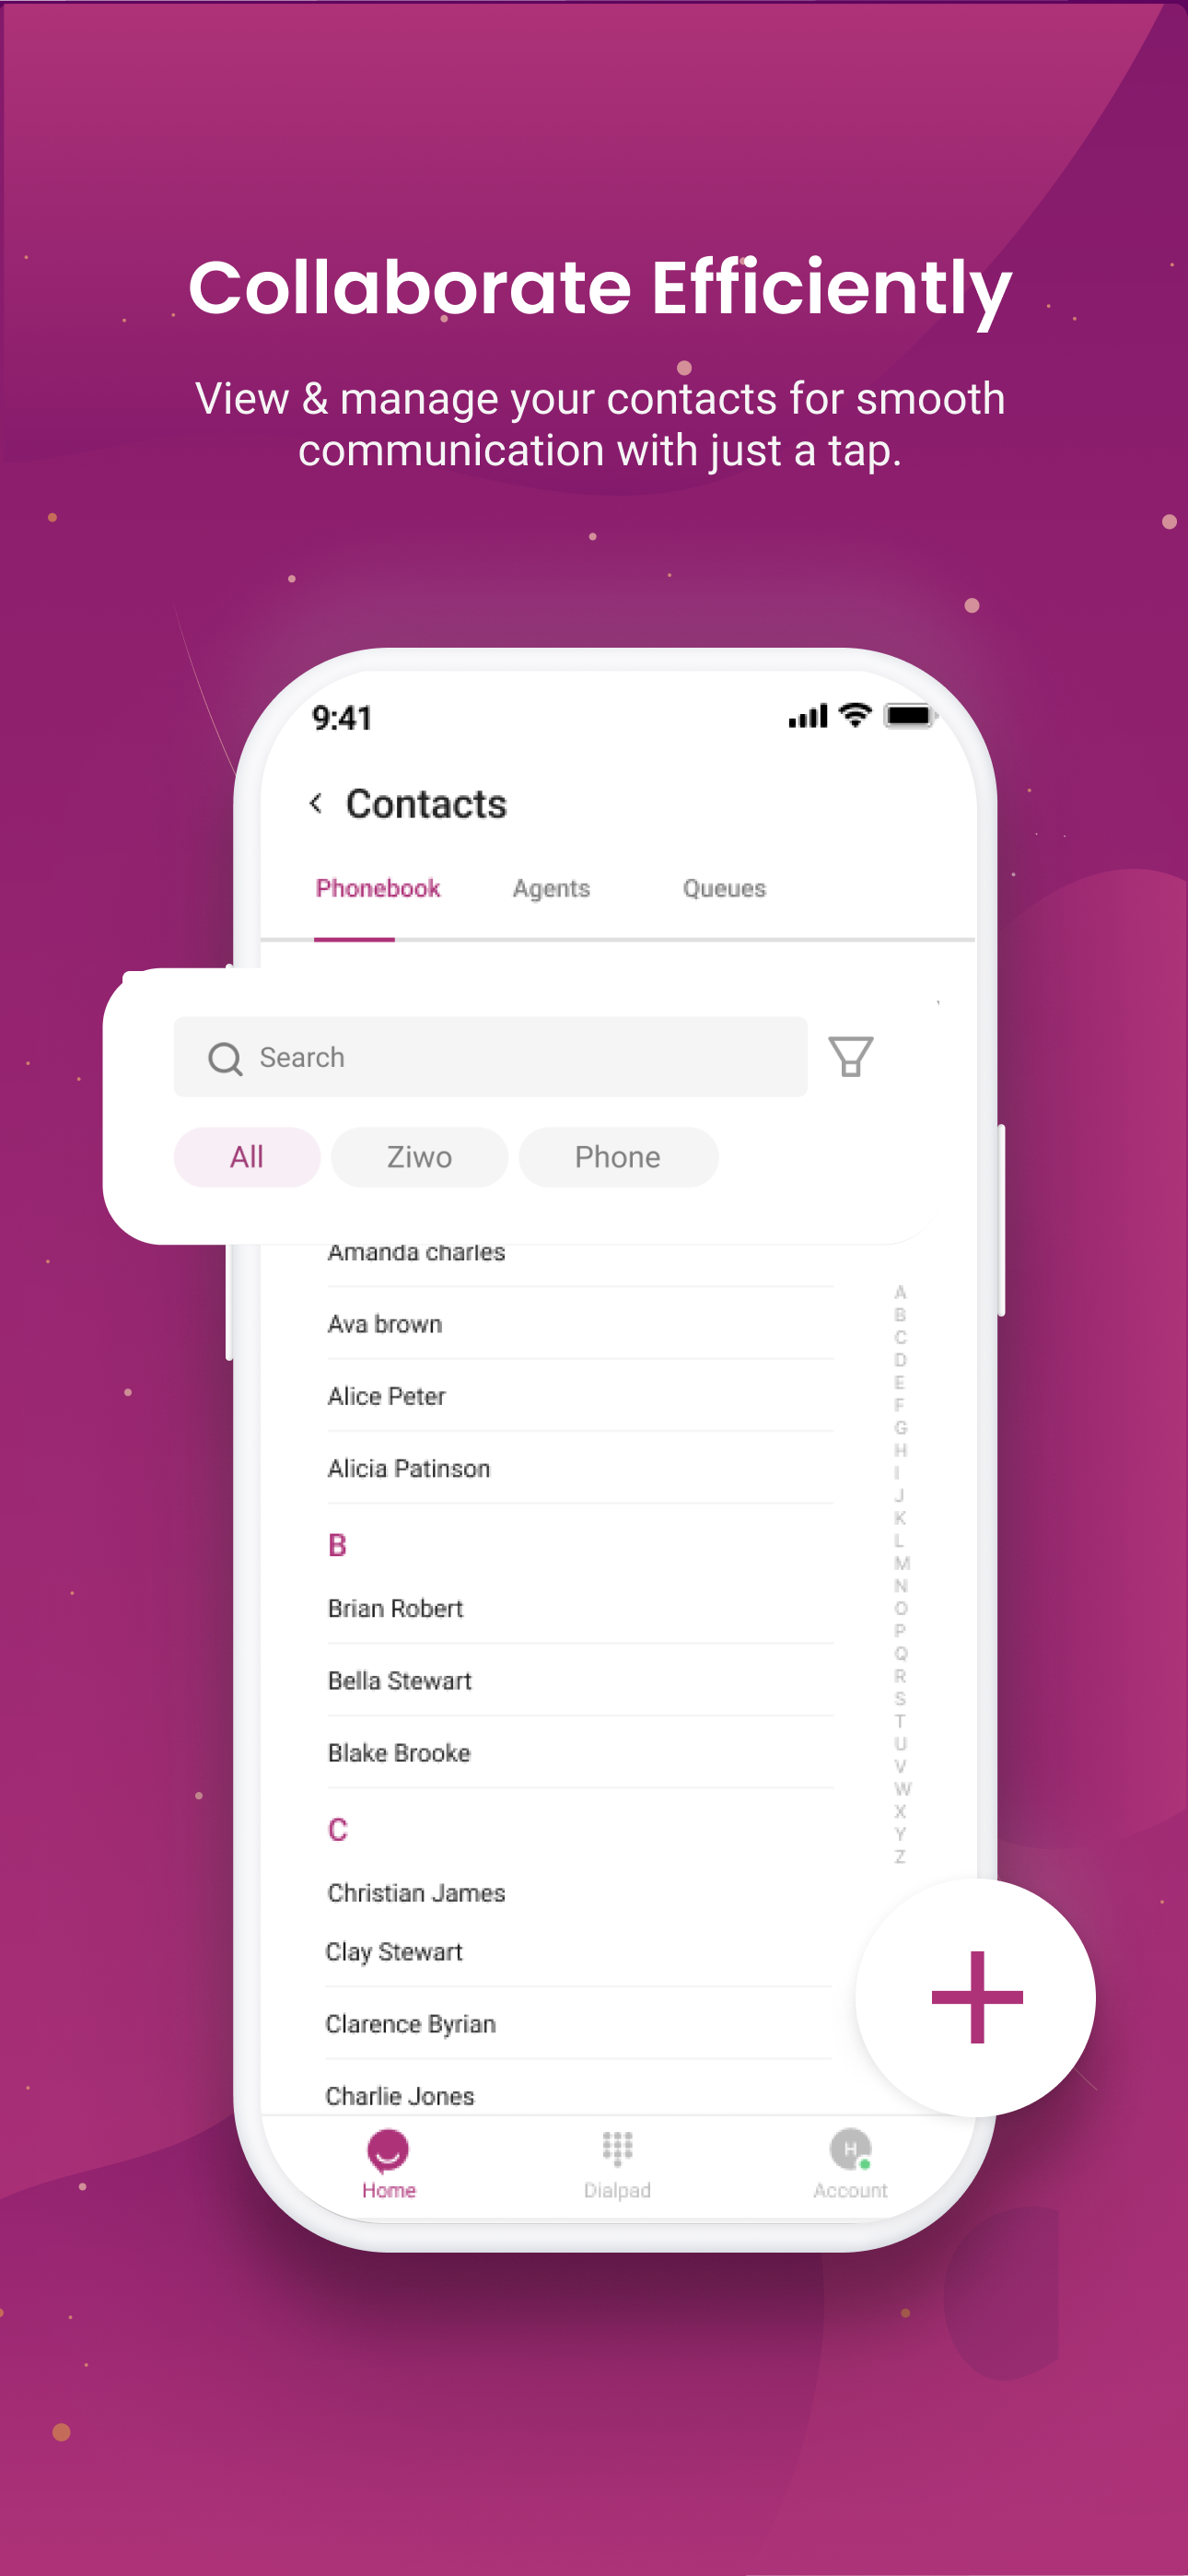 Collaborate Efficiently
View & manage your contacts for smooth
communication with just a tap.
9:41
Contacts
Phonebook Agents Queues
Search
All Ziwo Phone
Amanda charles
Ava brown
Alice Peter
Alicia Patinson
B
Brian Robert
Bella Stewart
Blake Brooke
C
Christian James
Clay Stewart
Clarence Byrian
Charlie Jones
A
B
C
D
E
F
G
H
I
J
K
L
M
N
O
P
Q
R
S
T
U
V
W
X
Y
Z
H
Home Dialpad Account